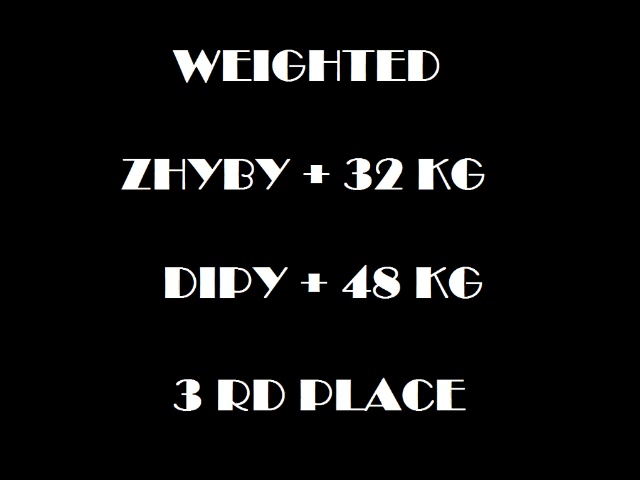 WEIGHTED
ZHYBY + 32 KG
DIPY + 48 KG
3 RD PLACE